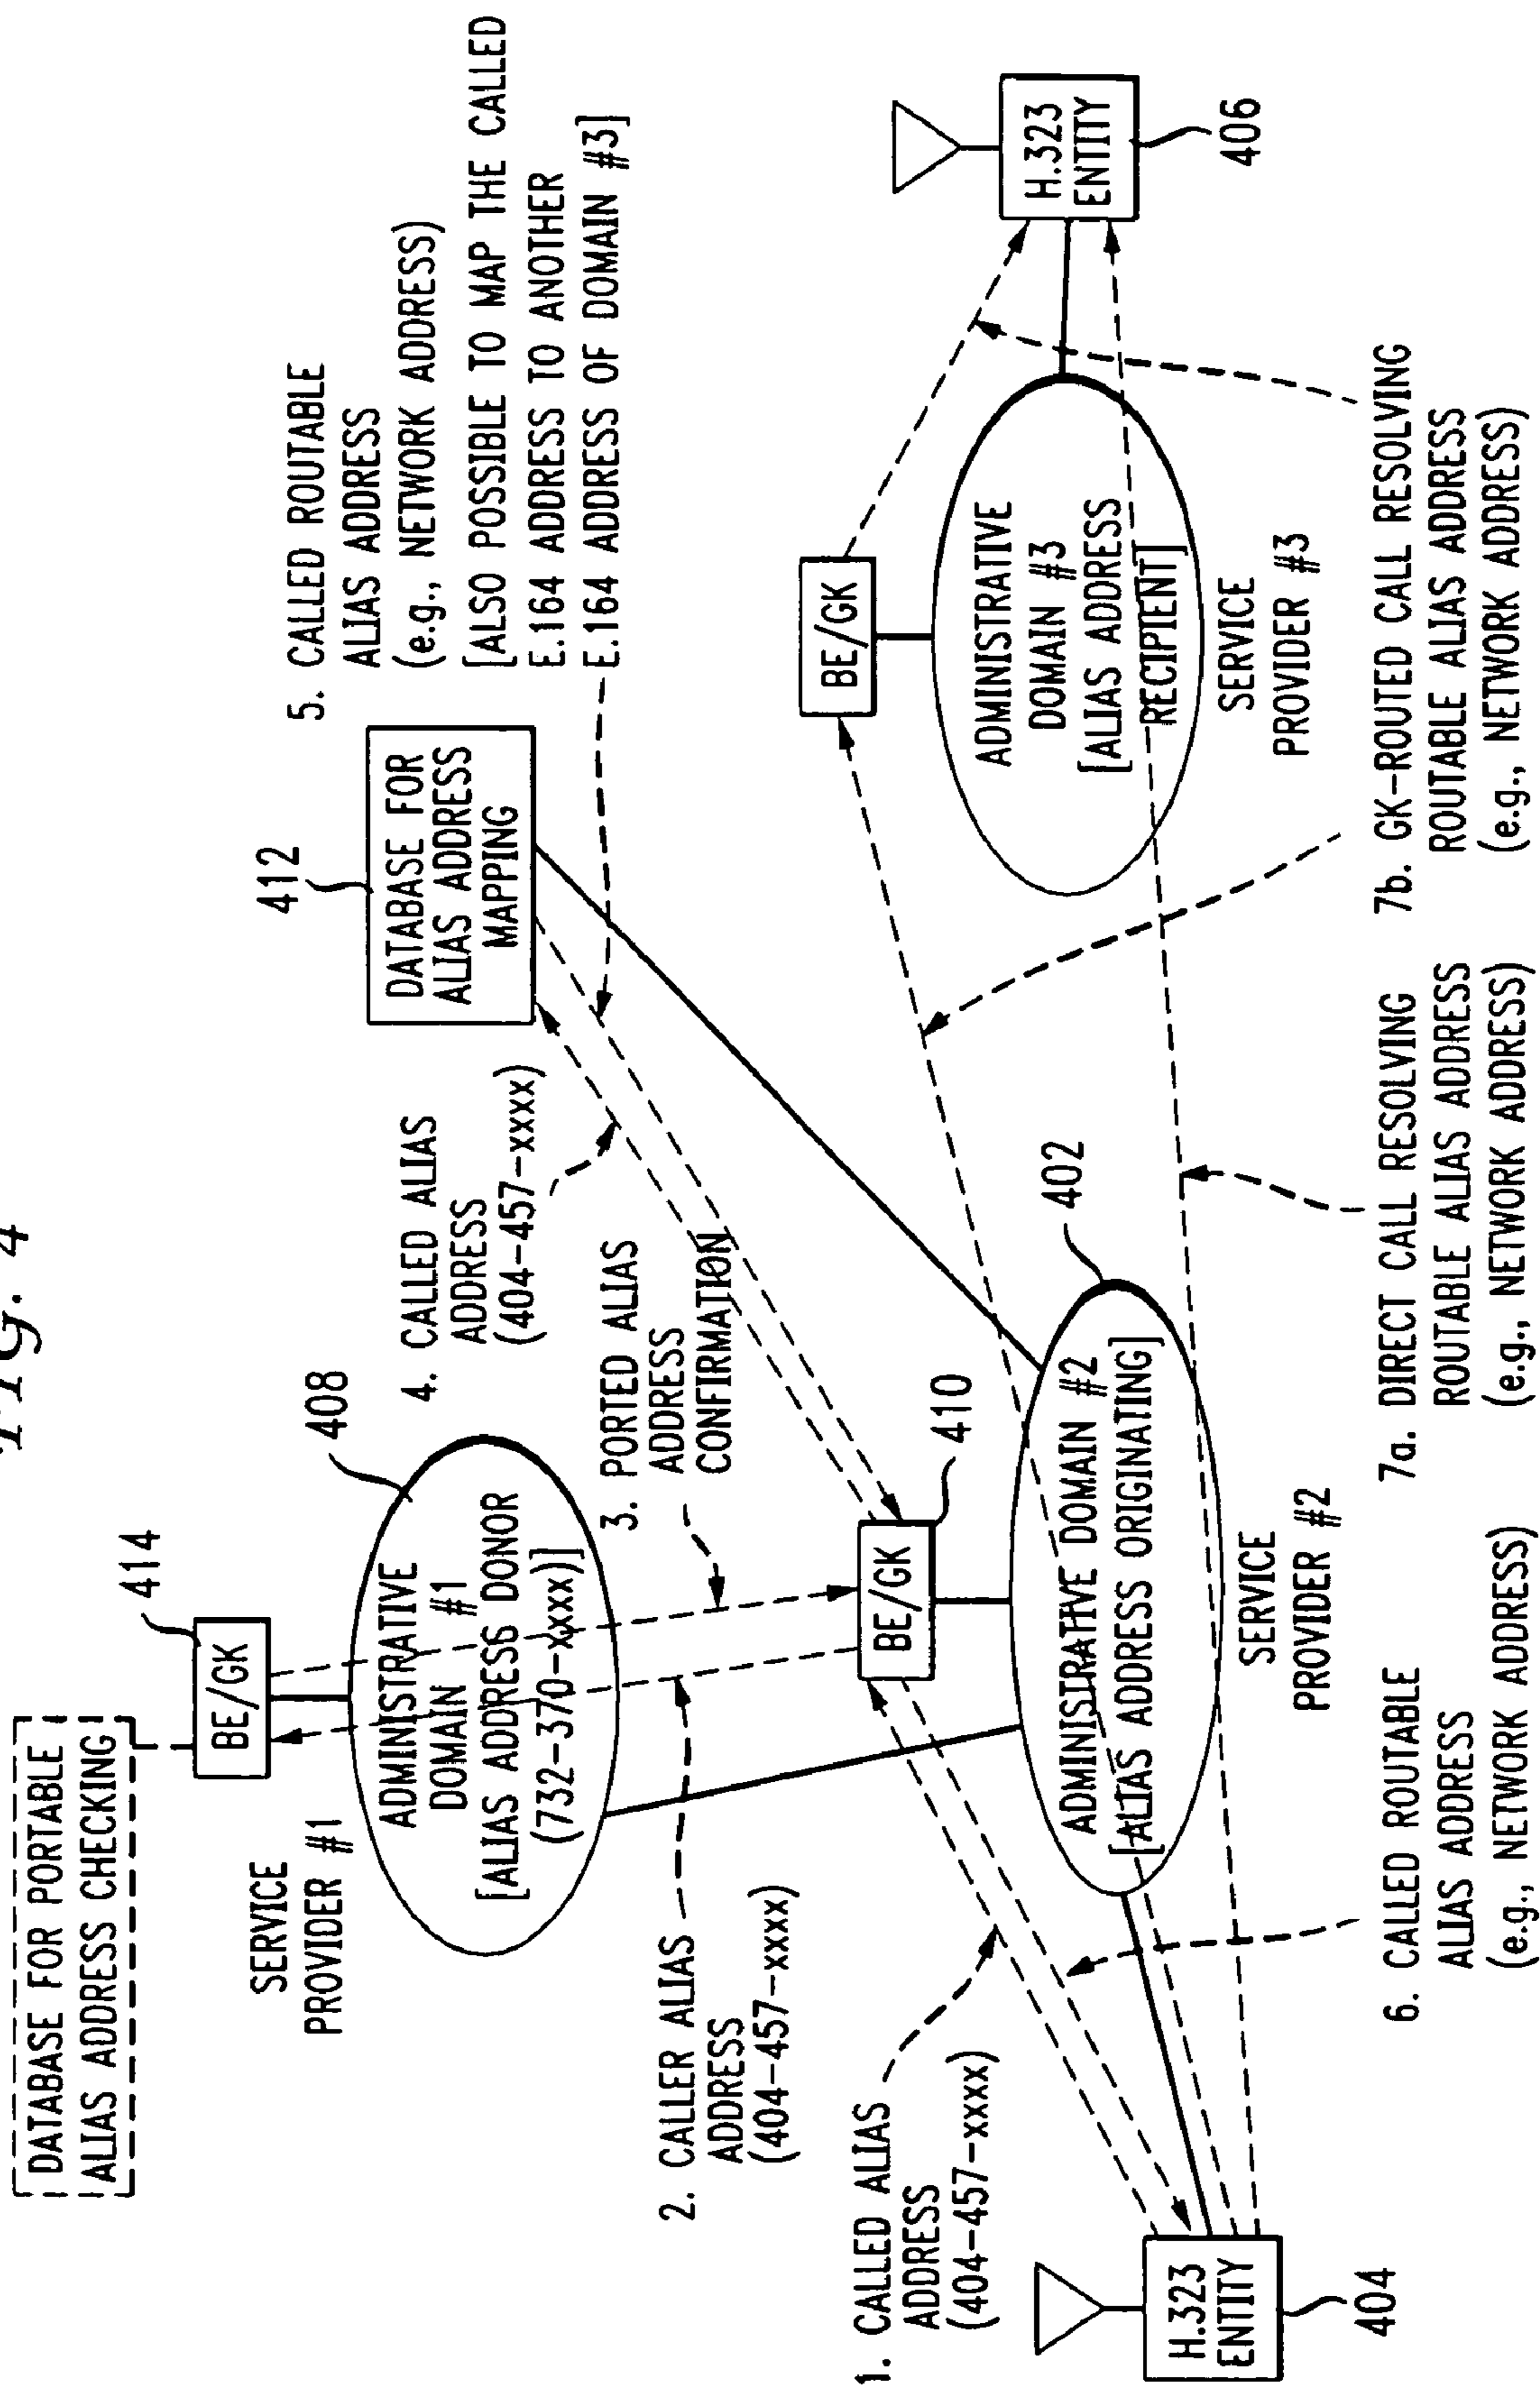 FIG. 4
DATABASE FOR PORTABLE
ALIAS ADDRESS CHECKING
414
BE/GK
SERVICE
PROVIDER #1
408
ADMINISTRATIVE
DOMAIN #1
[ALIAS ADDRESS DONOR
(732-370-xxx)]
412
DATABASE FOR
ALIAS ADDRESS
MAPPING
5. CALLED ROUTABLE
ALIAS ADDRESS
(e.g., NETWORK ADDRESS)
[ALSO POSSIBLE TO MAP THE CALLED
E.164 ADDRESS TO ANOTHER
E.164 ADDRESS OF DOMAIN #3]
4. CALLED ALIAS
ADDRESS
(404-457-xxxx)
3. PORTED ALIAS
ADDRESS
CONFIRMATION
2. CALLER ALIAS
ADDRESS
(404-457-xxxx)
1. CALLED ALIAS
ADDRESS
(404-457-xxxx)
BE/GK
410
402
ADMINISTRATIVE DOMAIN #2
[ALIAS ADDRESS ORIGINATING]
SERVICE
PROVIDER #2
BE/GK
ADMINISTRATIVE
DOMAIN #3
[ALIAS ADDRESS
RECIPIENT]
SERVICE
PROVIDER #3
H.323
ENTITY
406
H.323
ENTITY
404
6. CALLED ROUTABLE
ALIAS ADDRESS
(e.g., NETWORK ADDRESS)
7a. DIRECT CALL RESOLVING
ROUTABLE ALIAS ADDRESS
(e.g., NETWORK ADDRESS)
7b. GK-ROUTED CALL RESOLVING
ROUTABLE ALIAS ADDRESS
(e.g., NETWORK ADDRESS)